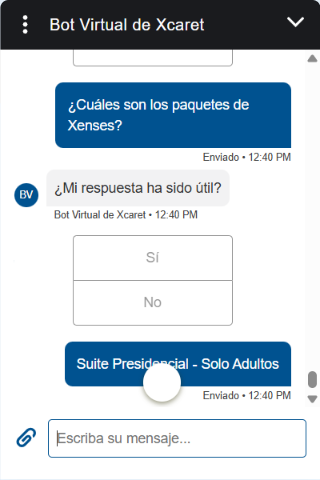 Bot Virtual de Xcaret
¿Cuáles son los paquetes de
Xenses?
Enviado • 12:40 PM
BV
¿Mi respuesta ha sido útil?
Bot Virtual de Xcaret • 12:40 PM
Sí
No
Suite Presidencial - Solo Adultos
Enviado • 12:40 PM
Escriba su mensaje...